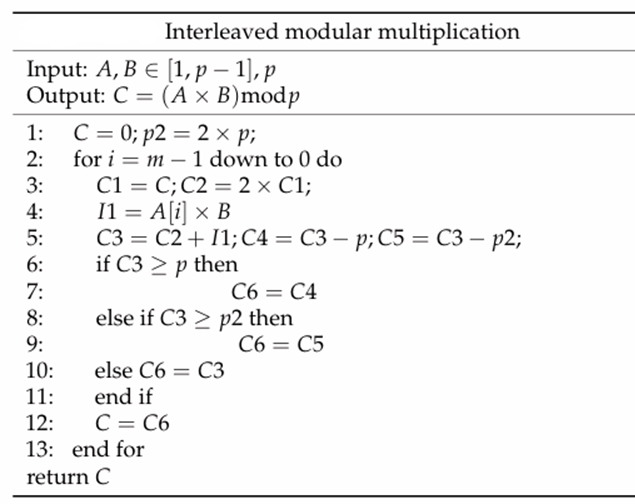 Interleaved modular multiplication
Input: A, B ∈ [1, p − 1], p
Output: C = (A × B)modp
1: C = 0; p2 = 2 × p;
2: for i = m − 1 down to 0 do
3: C1 = C; C2 = 2 × C1;
4: I1 = A[i] × B
5: C3 = C2 + I1; C4 = C3 − p; C5 = C3 − p2;
6: if C3 ≥ p then
7: C6 = C4
8: else if C3 ≥ p2 then
9: C6 = C5
10: else C6 = C3
11: end if
12: C = C6
13: end for
return C